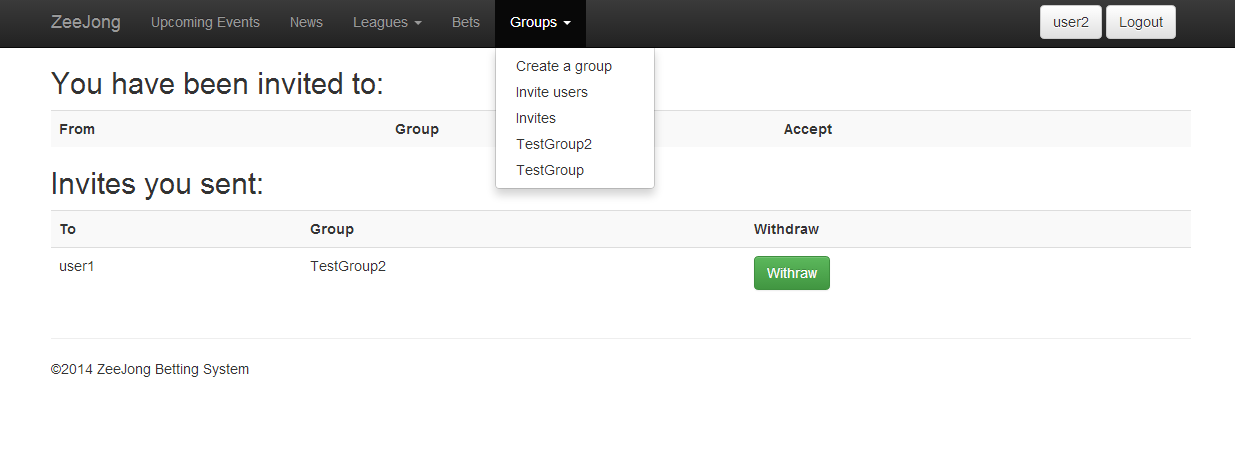 ZeeJong Upcoming Events News Leagues Bets Groups user2 Logout
Create a group
Invite users
Invites
TestGroup2
TestGroup
You have been invited to:
From Group Accept
Invites you sent:
To Group Withdraw
user1 TestGroup2 Withraw
©2014 ZeeJong Betting System